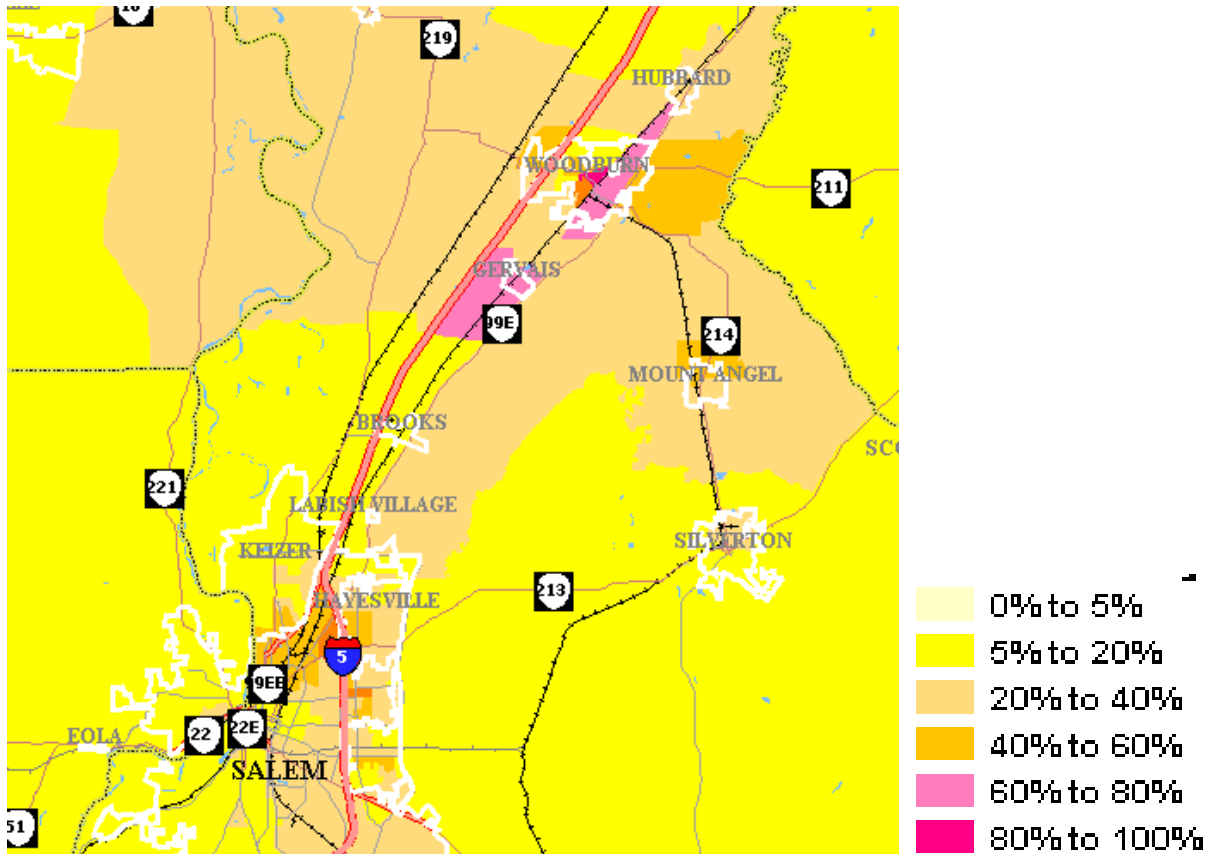 219
HUBBARD
WOODBURN
211
GERVAIS
99E
214
MOUNT ANGEL
BROOKS
221
LABISH VILLAGE
SILVERTON
KEIZER
213
HAYESVILLE
5
22
22E
EOLA
SALEM
51
0% to 5%
5% to 20%
20% to 40%
40% to 60%
60% to 80%
80% to 100%